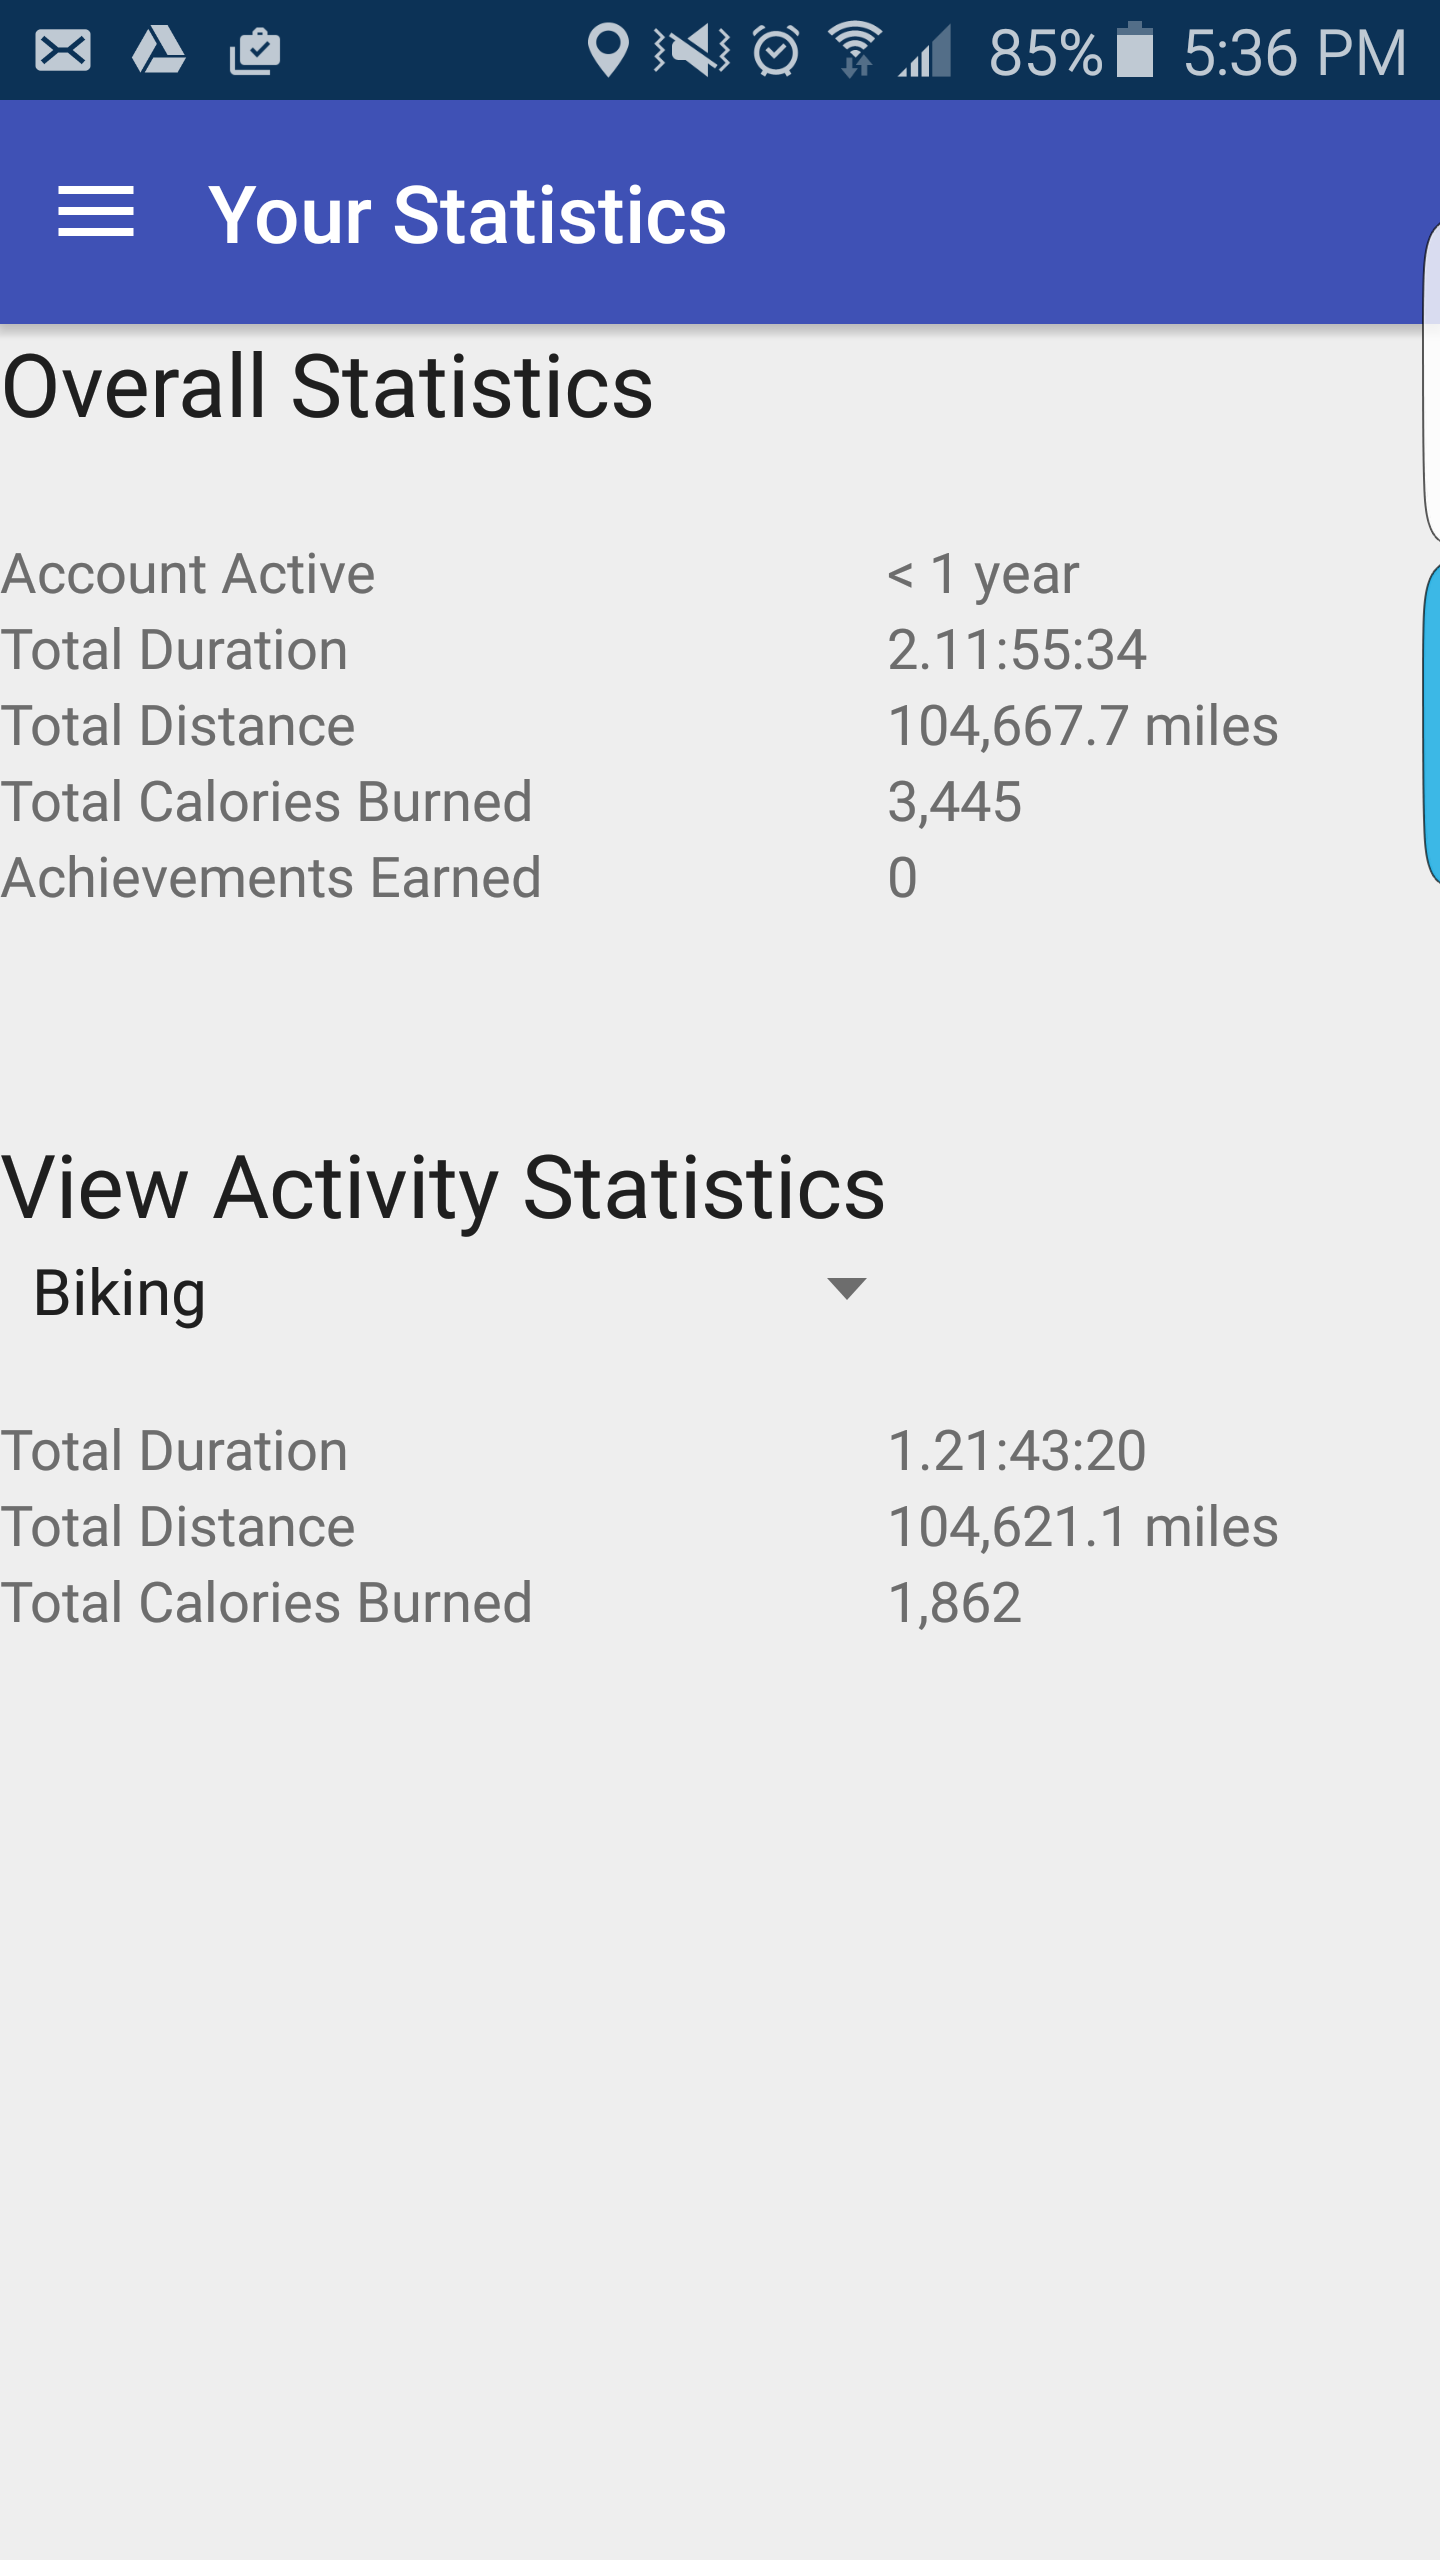 85% 5:36 PM
Your Statistics
Overall Statistics
Account Active < 1 year
Total Duration 2.11:55:34
Total Distance 104,667.7 miles
Total Calories Burned 3,445
Achievements Earned 0
View Activity Statistics
Biking
Total Duration 1.21:43:20
Total Distance 104,621.1 miles
Total Calories Burned 1,862